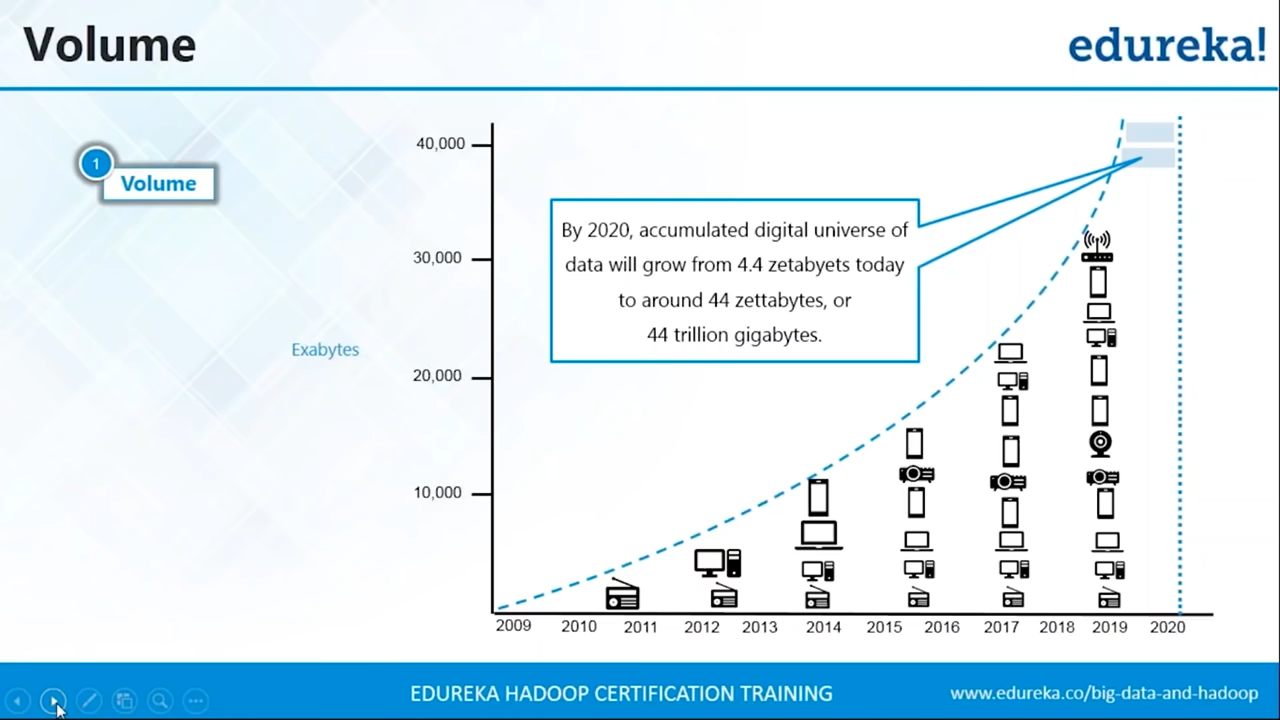 Volume
edureka!
1
Volume
40,000
30,000
Exabytes
20,000
10,000
By 2020, accumulated digital universe of
data will grow from 4.4 zetabyets today
to around 44 zettabytes, or
44 trillion gigabytes.
2009 2010 2011 2012 2013 2014 2015 2016 2017 2018 2019 2020
EDUREKA HADOOP CERTIFICATION TRAINING
www.edureka.co/big-data-and-hadoop